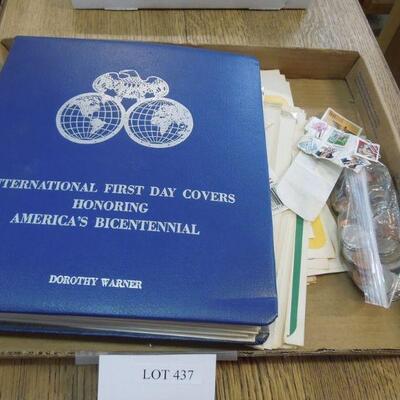 INTERNATIONAL FIRST DAY COVERS
HONORING
AMERICA'S BICENTENNIAL
DOROTHY WARNER
LOT 437